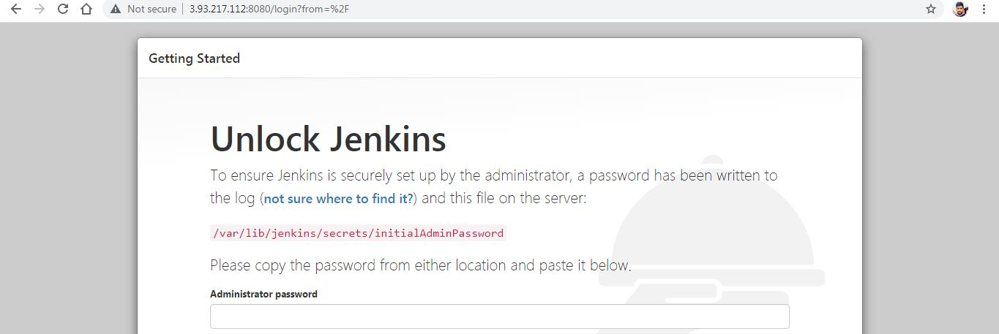 Not secure | 3.93.217.112:8080/login?from=%2F
Getting Started
Unlock Jenkins
To ensure Jenkins is securely set up by the administrator, a password has been written to
the log (not sure where to find it?) and this file on the server:
/var/lib/jenkins/secrets/initialAdminPassword
Please copy the password from either location and paste it below.
Administrator password